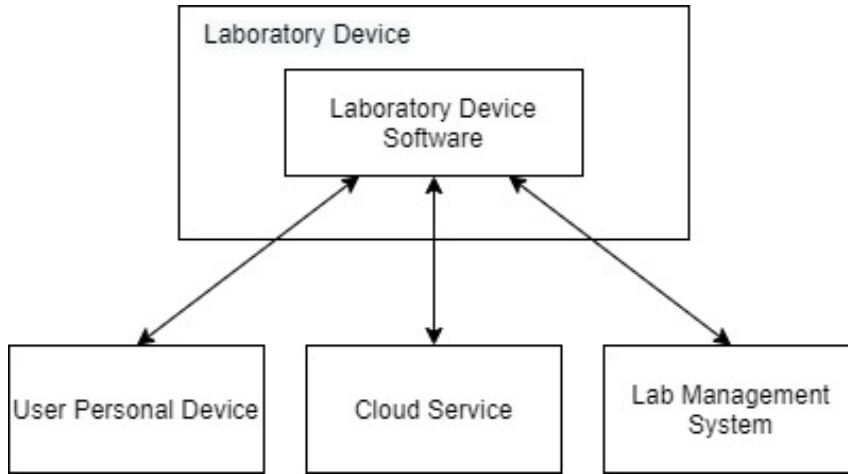 Laboratory Device
Laboratory Device
Software
User Personal Device
Cloud Service
Lab Management
System